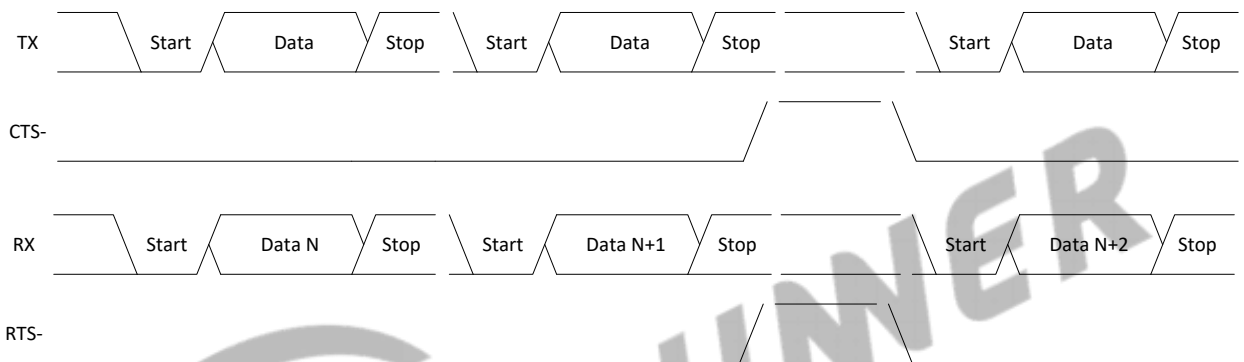 TX Start Data Stop Start Data Stop Start Data Stop
CTS-
RX Start Data N Stop Start Data N+1 Stop Start Data N+2 Stop
RTS-